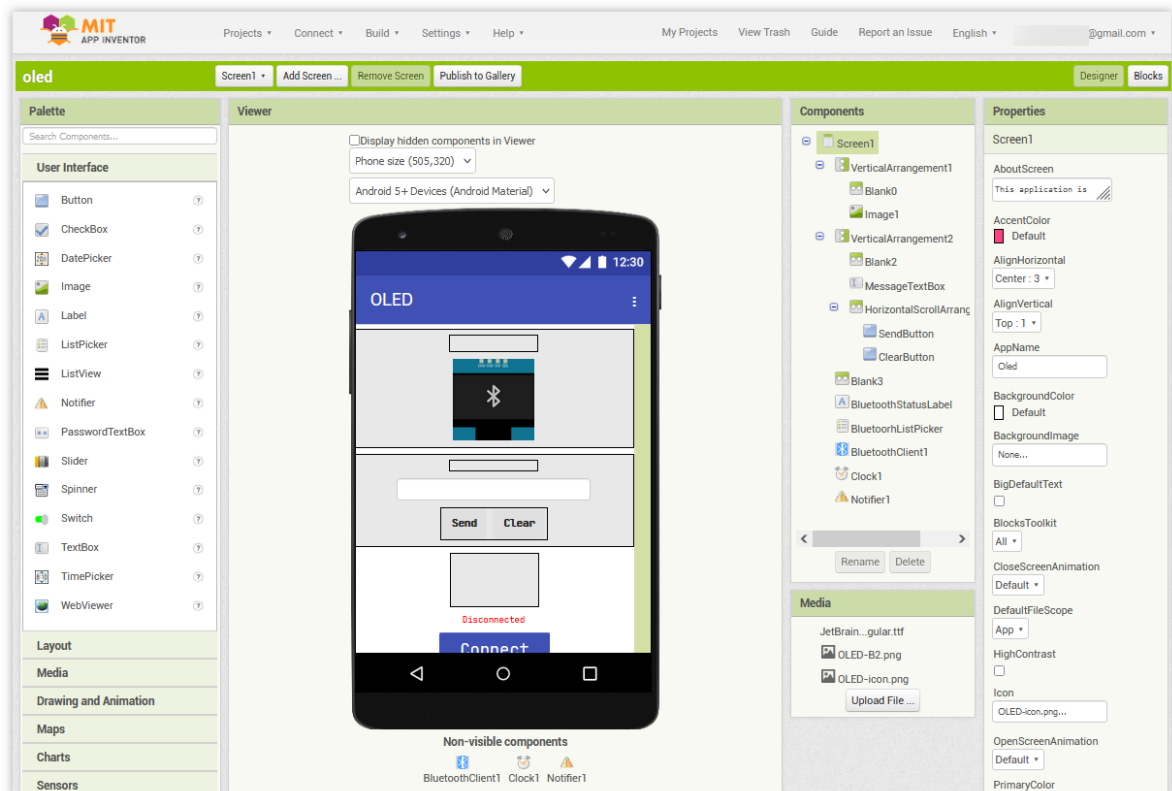 MIT
APP INVENTOR
Projects Connect Build Settings Help My Projects View Trash Guide Report an Issue English @gmail.com
oled Screen1 Add Screen ... Remove Screen Publish to Gallery Designer Blocks
Palette
Search Components...
User Interface
Button
CheckBox
DatePicker
Image
Label
ListPicker
ListView
Notifier
PasswordTextBox
Slider
Spinner
Switch
TextBox
TimePicker
WebViewer
Layout
Media
Drawing and Animation
Maps
Charts
Sensors
Viewer
Display hidden components in Viewer
Phone size (505,320)
Android 5+ Devices (Android Material)
12:30
OLED
Send Clear
Disconnected
Connect
Non-visible components
BluetoothClient1 Clock1 Notifier1
Components
Screen1
VerticalArrangement1
Blank0
Image1
VerticalArrangement2
Blank2
MessageTextBox
HorizontalScrollArrang
SendButton
ClearButton
Blank3
BluetoothStatusLabel
BluetoorhListPicker
BluetoothClient1
Clock1
Notifier1
Rename Delete
Media
JetBrain...gular.ttf
OLED-B2.png
OLED-icon.png
Upload File ...
Properties
Screen1
AboutScreen
This application is
AccentColor
Default
AlignHorizontal
Center : 3
AlignVertical
Top : 1
AppName
Oled
BackgroundColor
Default
BackgroundImage
None...
BigDefaultText
BlocksToolkit
All
CloseScreenAnimation
Default
DefaultFileScope
App
HighContrast
Icon
OLED-icon.png...
OpenScreenAnimation
Default
PrimaryColor